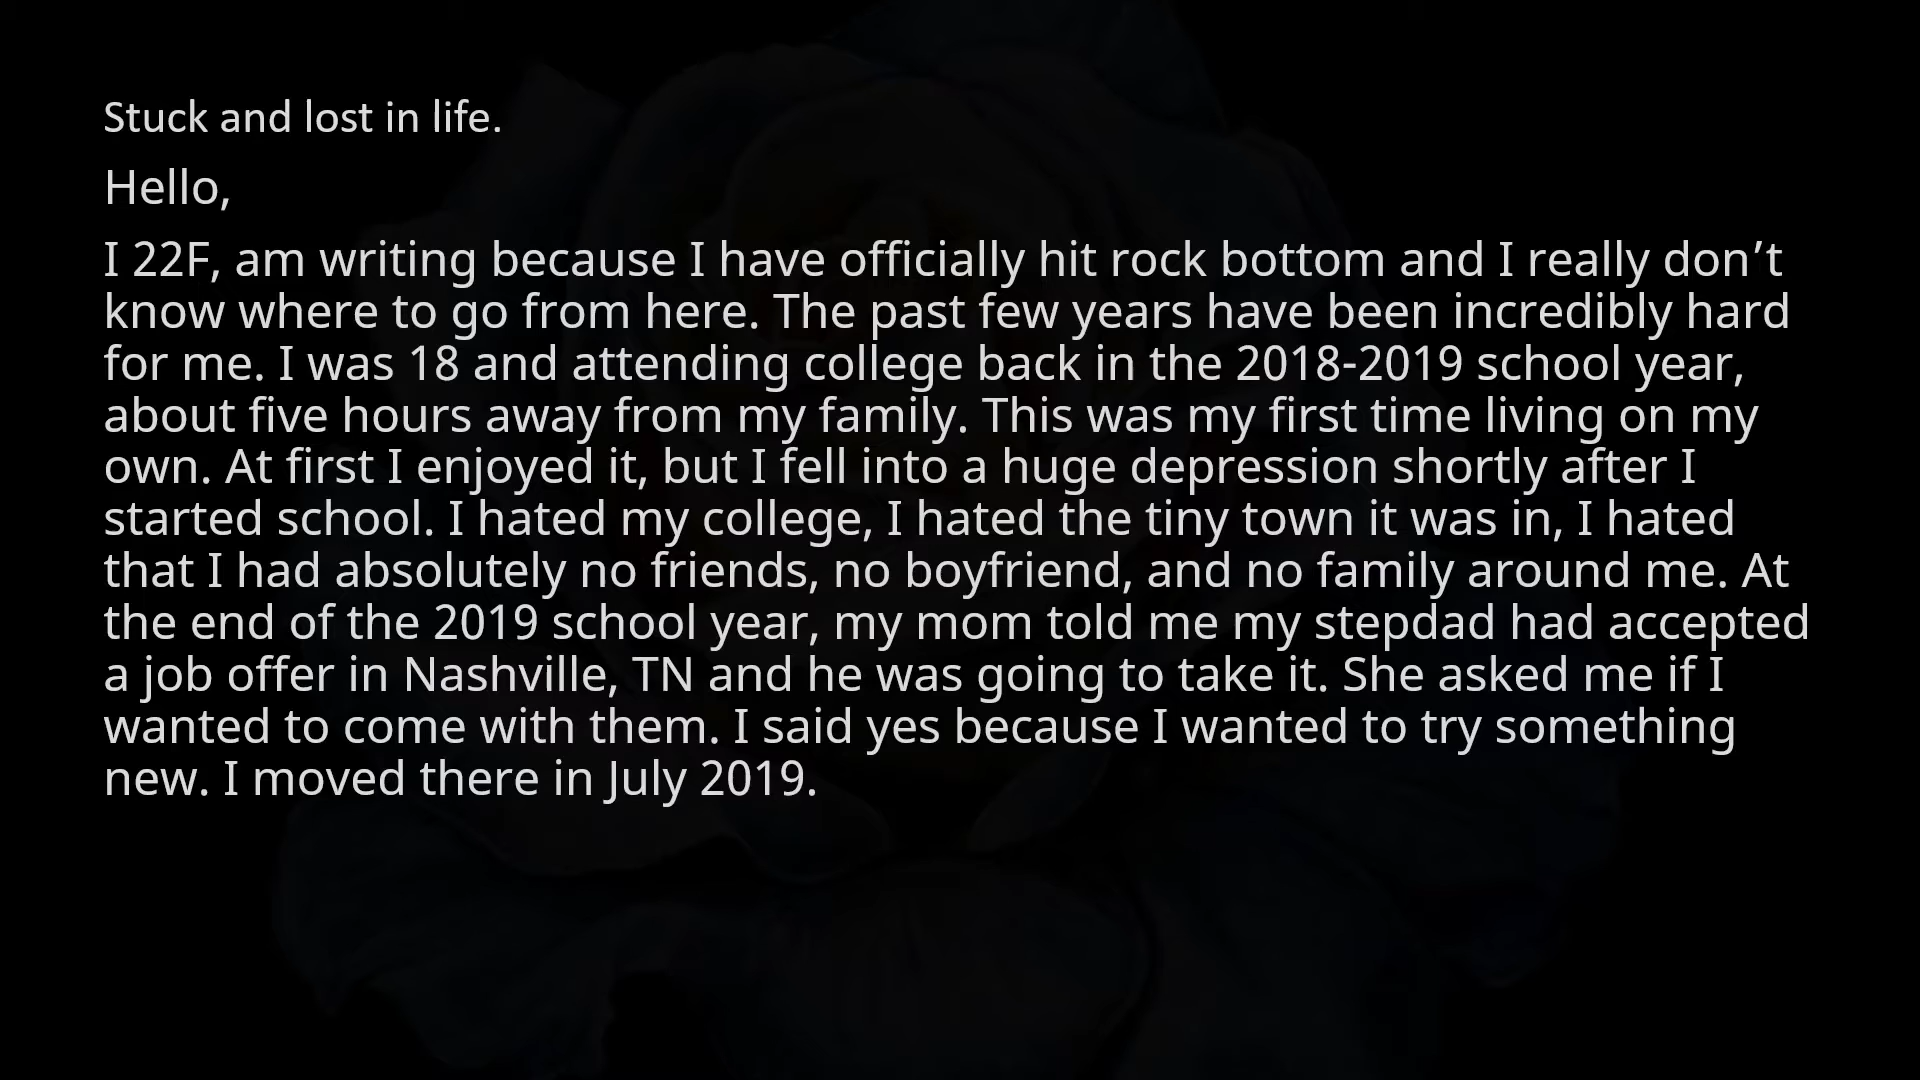 Stuck and lost in life.
Hello,
I 22F, am writing because I have officially hit rock bottom and I really don’t
know where to go from here. The past few years have been incredibly hard
for me. I was 18 and attending college back in the 2018-2019 school year,
about five hours away from my family. This was my first time living on my
own. At first I enjoyed it, but I fell into a huge depression shortly after I
started school. I hated my college, I hated the tiny town it was in, I hated
that I had absolutely no friends, no boyfriend, and no family around me. At
the end of the 2019 school year, my mom told me my stepdad had accepted
a job offer in Nashville, TN and he was going to take it. She asked me if I
wanted to come with them. I said yes because I wanted to try something
new. I moved there in July 2019.